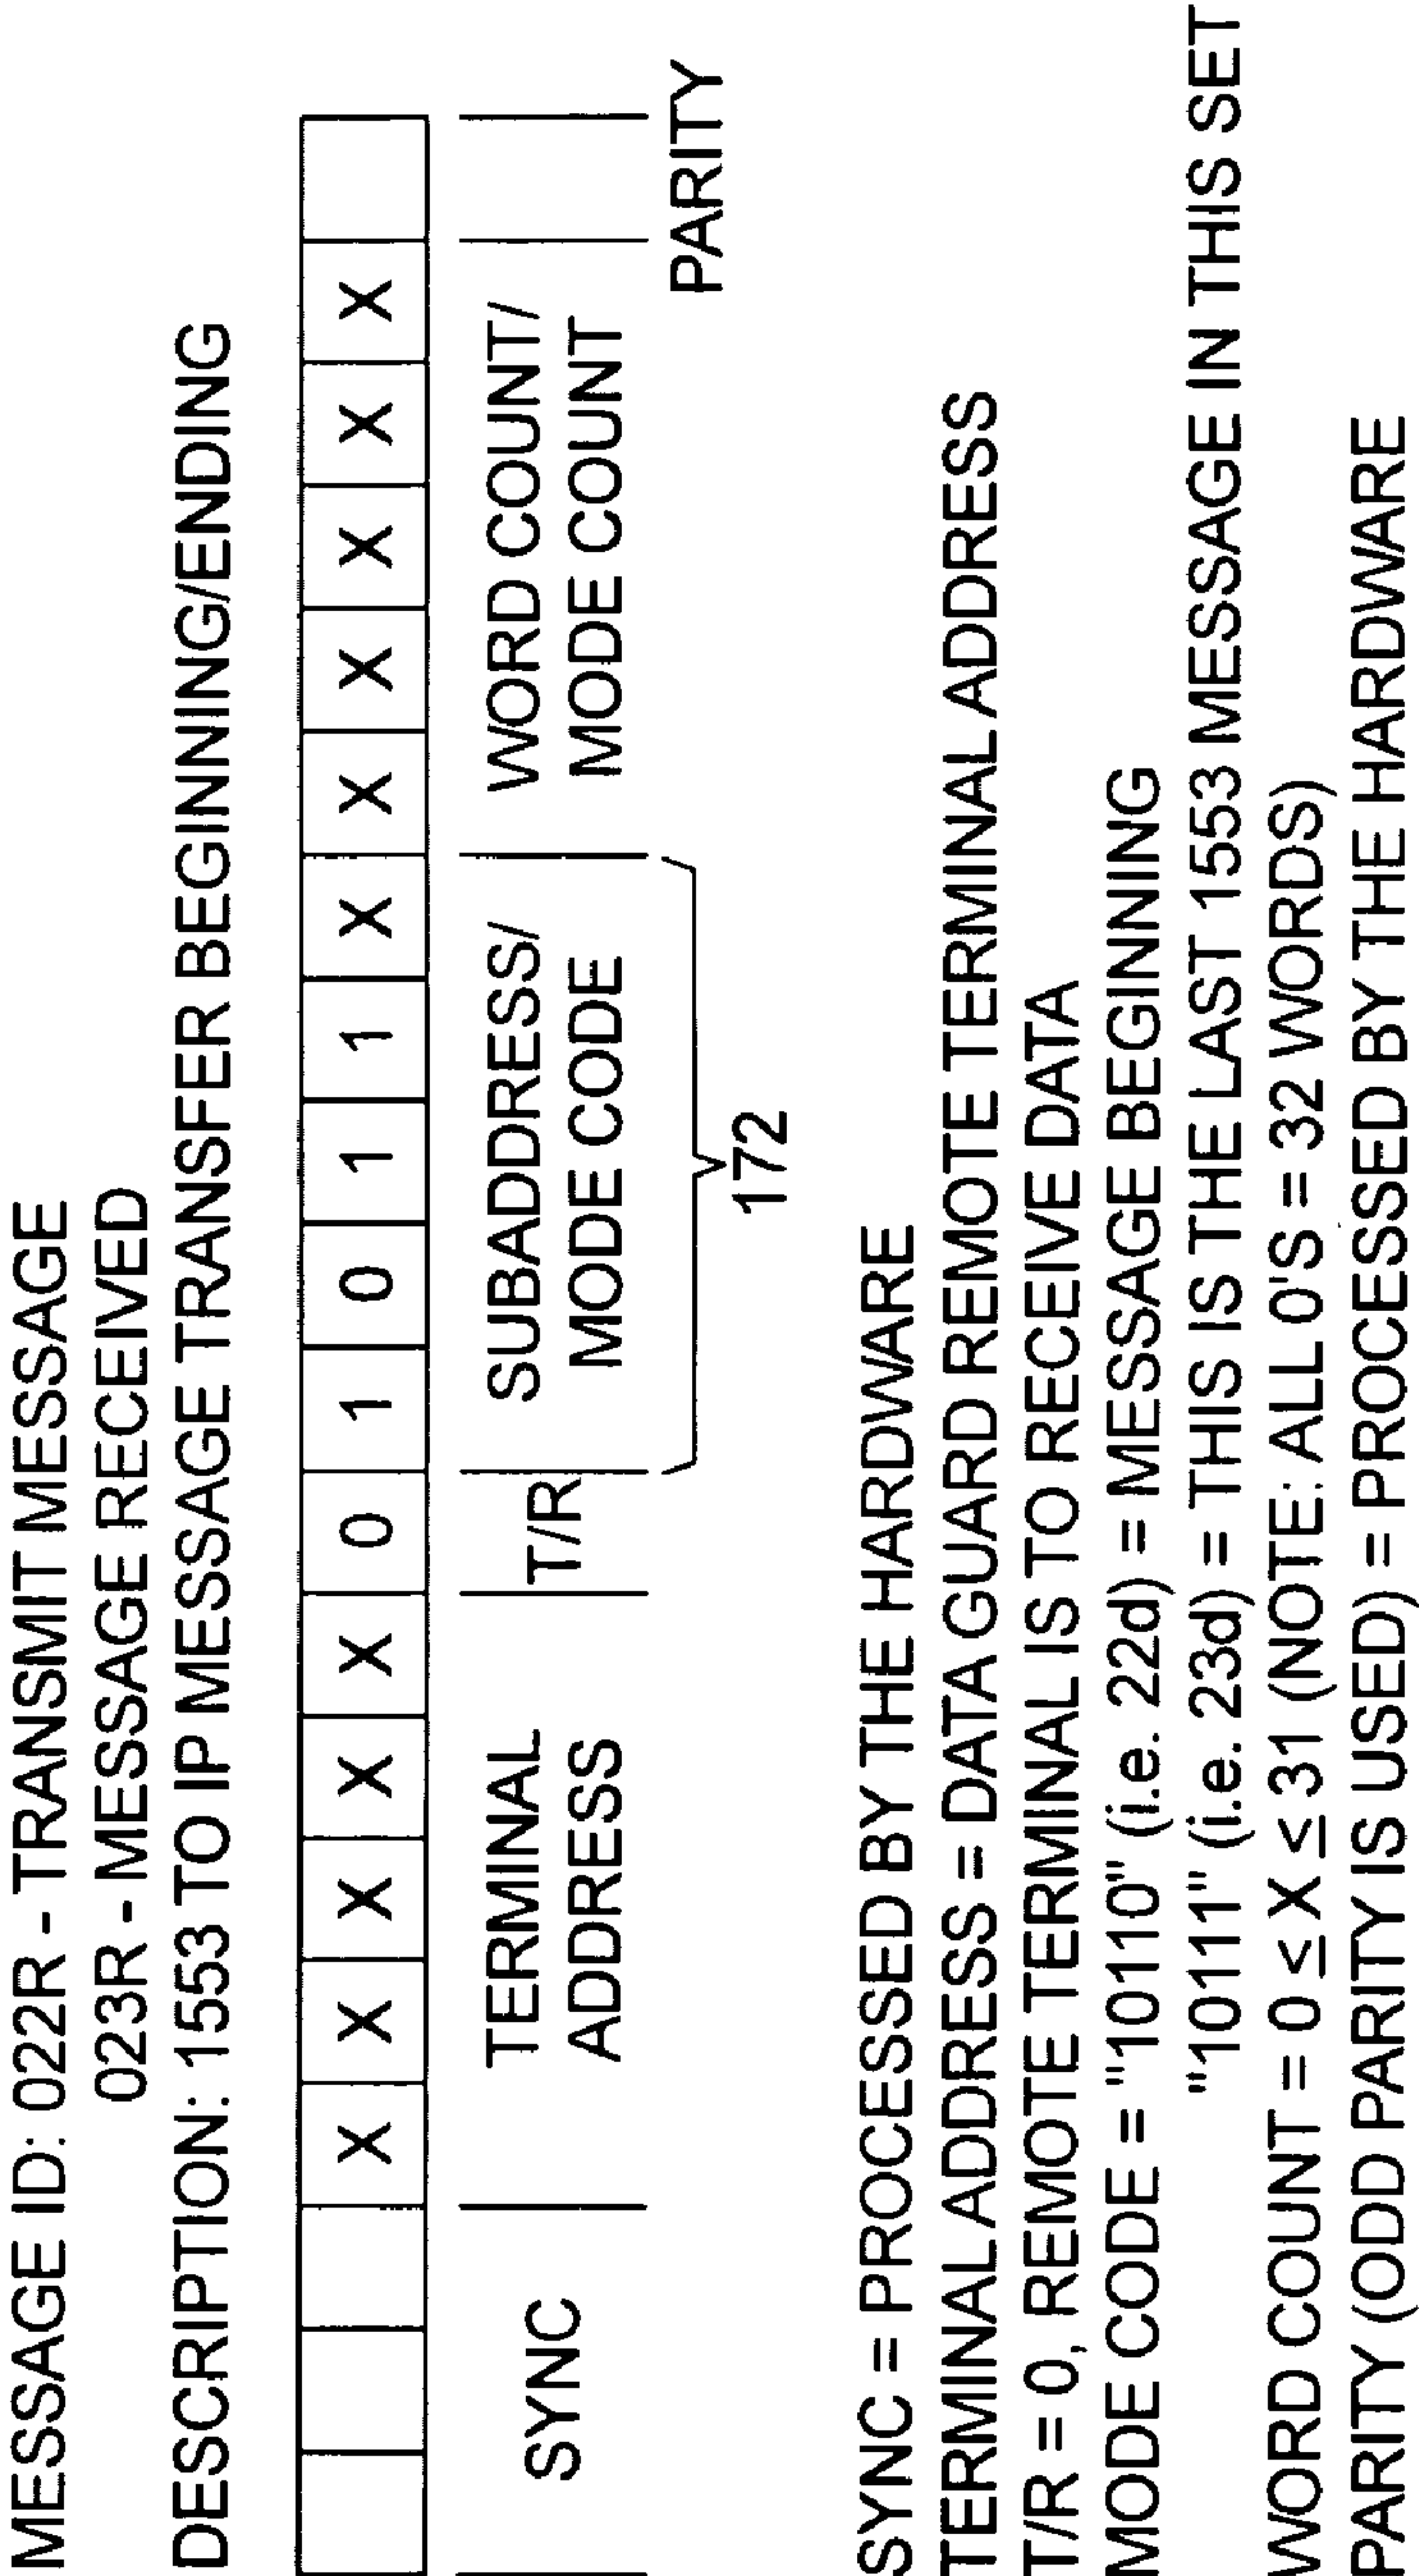 MESSAGE ID: 022R - TRANSMIT MESSAGE
023R - MESSAGE RECEIVED
DESCRIPTION: 1553 TO IP MESSAGE TRANSFER BEGINNING/ENDING
X X X X X 0 1 0 1 1 X X X X X X
SYNC
TERMINAL
ADDRESS
T/R
SUBADDRESS/
MODE CODE
WORD COUNT/
MODE COUNT
PARITY
172
SYNC = PROCESSED BY THE HARDWARE
TERMINAL ADDRESS = DATA GUARD REMOTE TERMINAL ADDRESS
T/R = 0, REMOTE TERMINAL IS TO RECEIVE DATA
MODE CODE = "10110" (i.e. 22d) = MESSAGE BEGINNING
"10111" (i.e. 23d) = THIS IS THE LAST 1553 MESSAGE IN THIS SET
WORD COUNT = 0 ≤ X ≤ 31 (NOTE: ALL 0'S = 32 WORDS)
PARITY (ODD PARITY IS USED) = PROCESSED BY THE HARDWARE